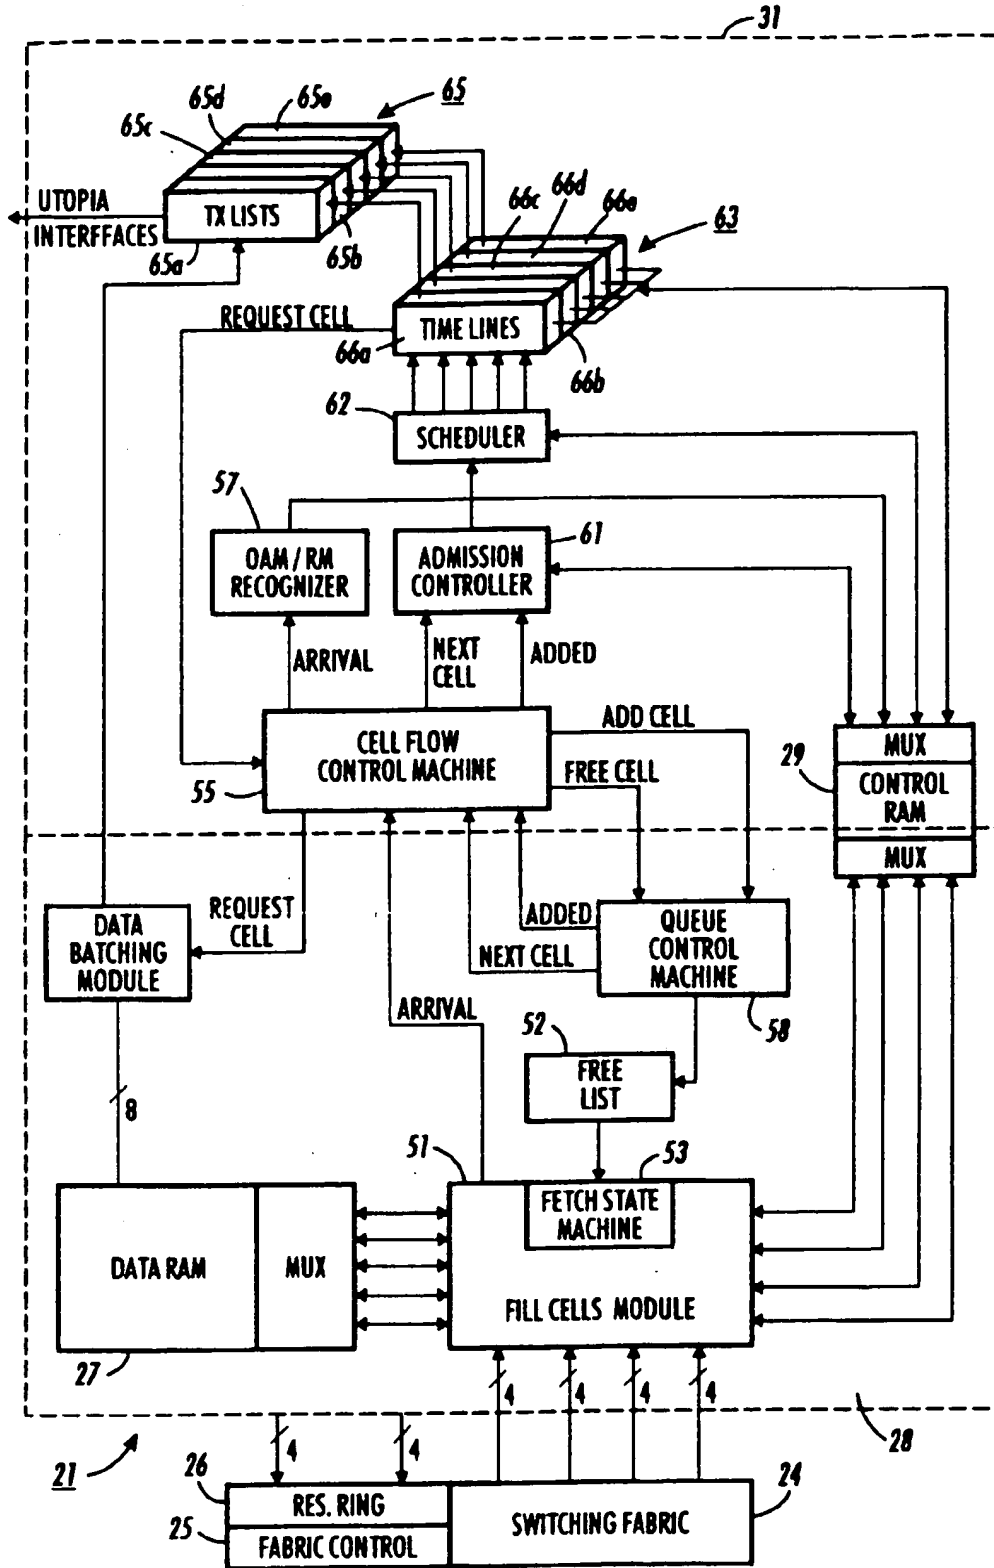 31
65
65e
65d
65c
66e
63
66d
66c
UTOPIA
INTERFFACES
TX LISTS
65b
65a
REQUEST CELL
TIME LINES
66a
66b
62
SCHEDULER
57
61
OAM / RM
RECOGNIZER
ADMISSION
CONTROLLER
ARRIVAL
NEXT
CELL
ADDED
ADD CELL
CELL FLOW
CONTROL MACHINE
FREE CELL
55
29
MUX
CONTROL
RAM
MUX
DATA
BATCHING
MODULE
REQUEST
CELL
ADDED
NEXT CELL
QUEUE
CONTROL
MACHINE
58
ARRIVAL
52
FREE
LIST
8
51
53
FETCH STATE
MACHINE
DATA RAM
MUX
FILL CELLS MODULE
27
4
4
4
4
28
21
4
4
26
RES. RING
24
25
FABRIC CONTROL
SWITCHING FABRIC